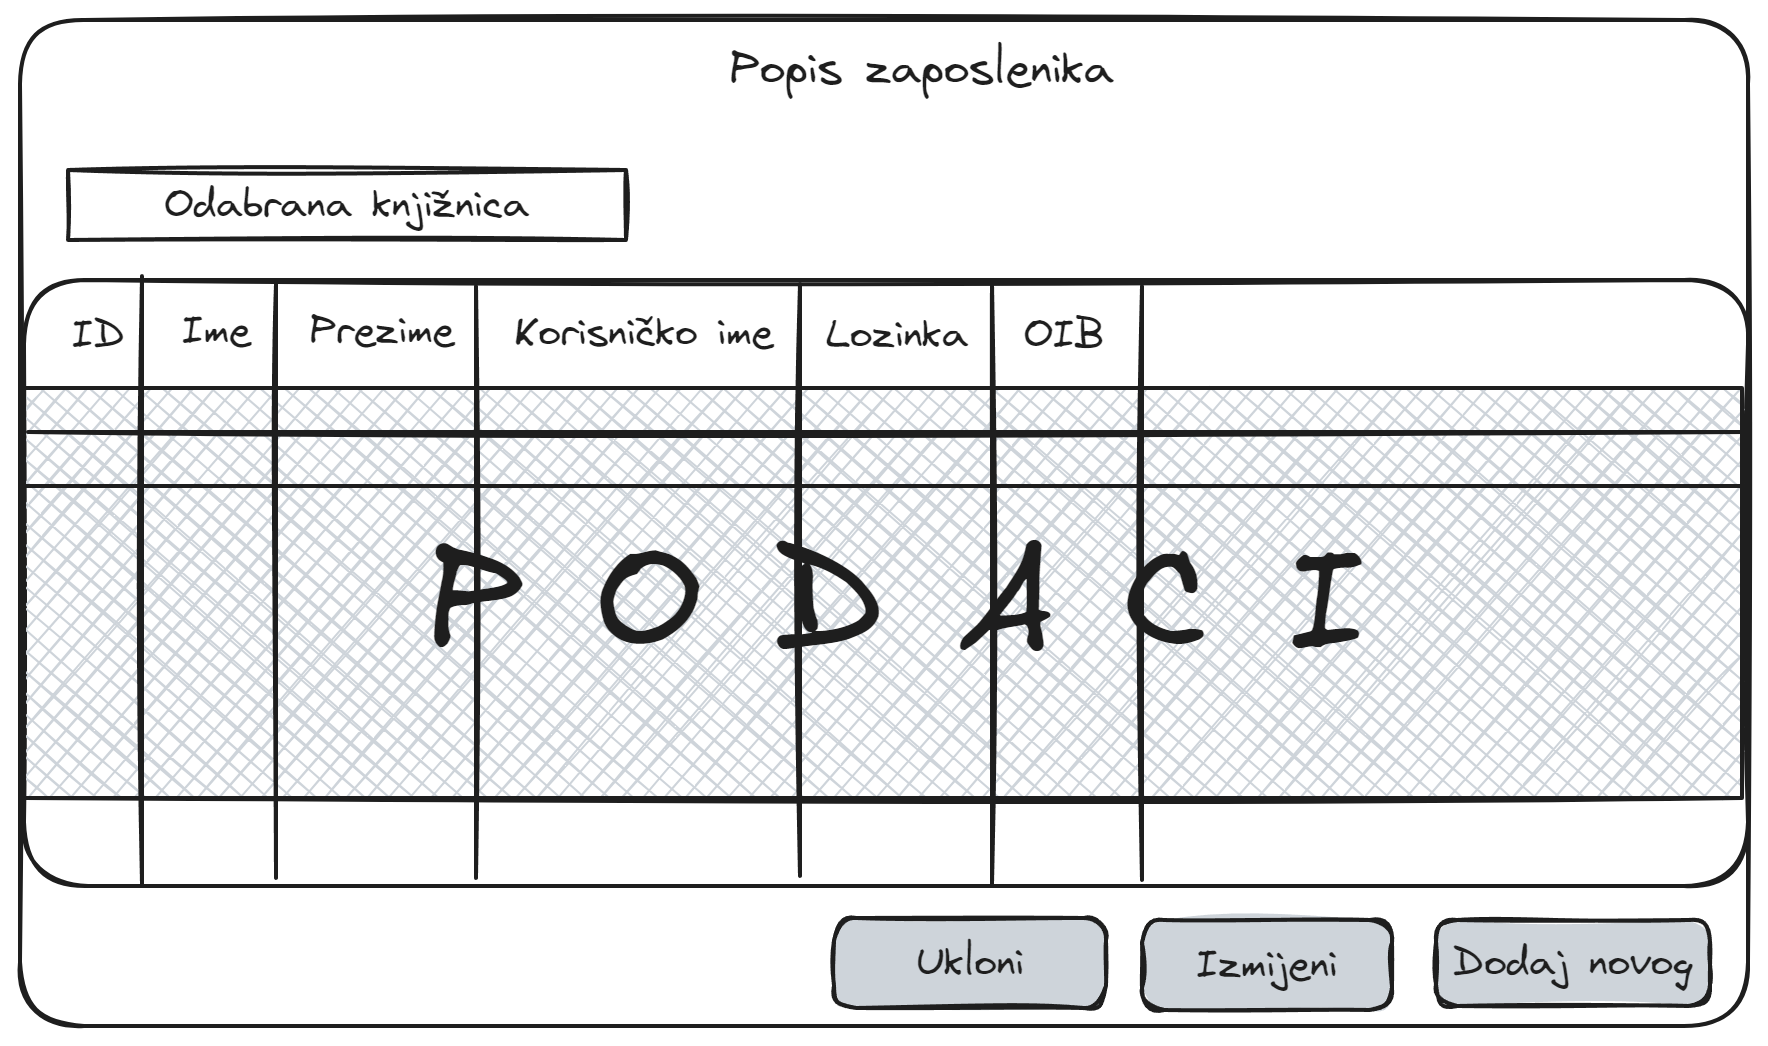 Popis zaposlenika
Odabrana knjižnica
ID Ime Prezime Korisničko ime Lozinka OIB
P O D A C I
Ukloni Izmijeni Dodaj novog